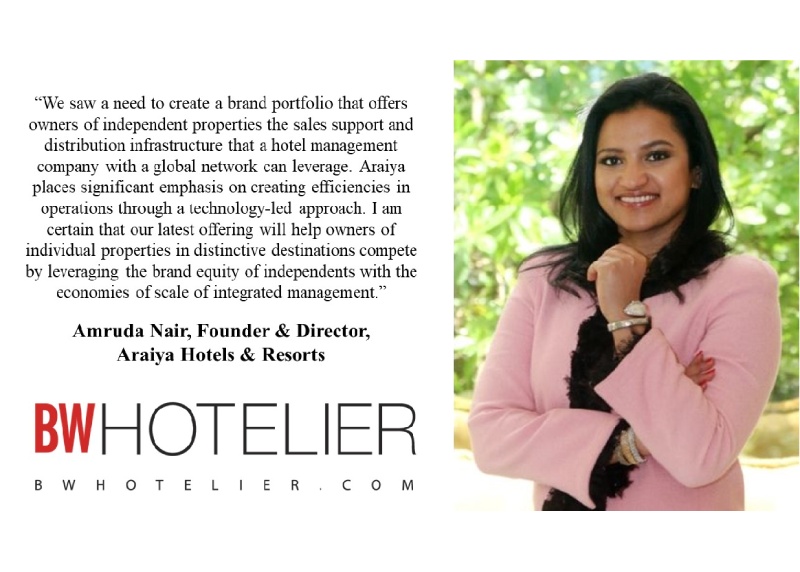 “We saw a need to create a brand portfolio that offers
owners of independent properties the sales support and
distribution infrastructure that a hotel management
company with a global network can leverage. Araiya
places significant emphasis on creating efficiencies in
operations through a technology-led approach. I am
certain that our latest offering will help owners of
individual properties in distinctive destinations compete
by leveraging the brand equity of independents with the
economies of scale of integrated management.”
Amruda Nair, Founder & Director,
Araiya Hotels & Resorts
BWHOTELIER
BWHOTELIER.COM